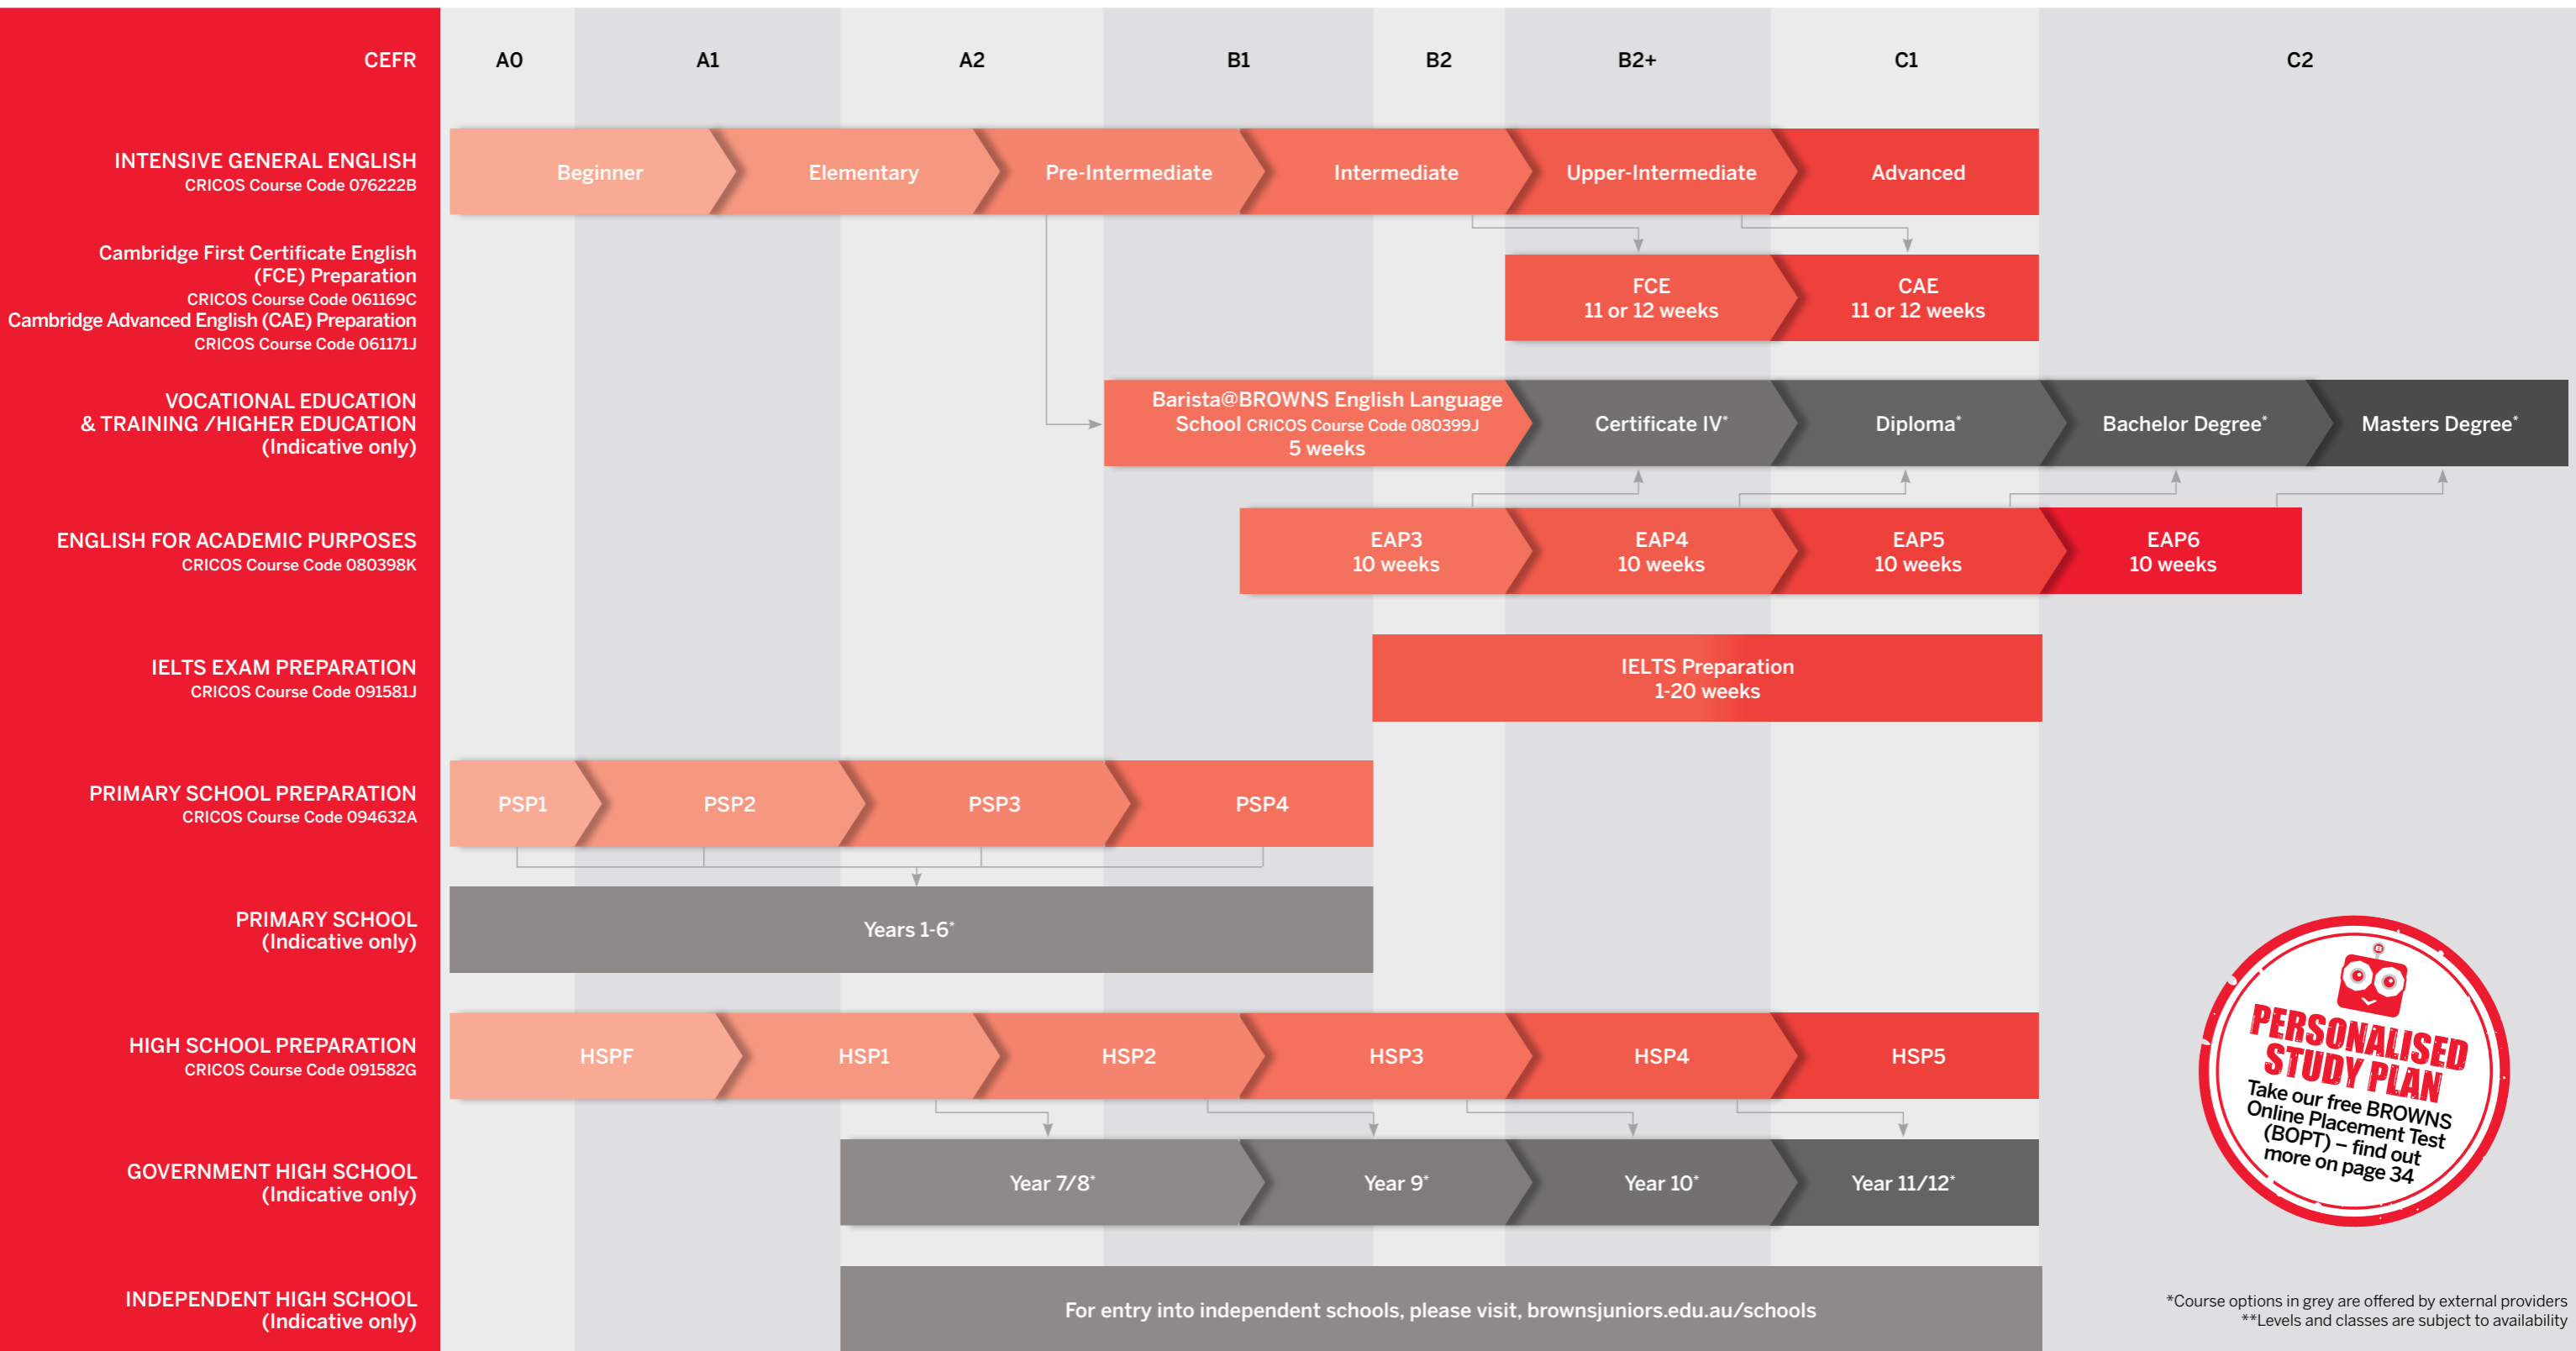 CEFR A0 A1 A2 B1 B2 B2+ C1 C2
INTENSIVE GENERAL ENGLISH
CRICOS Course Code 076222B
Beginner Elementary Pre-Intermediate Intermediate Upper-Intermediate Advanced
Cambridge First Certificate English
(FCE) Preparation
CRICOS Course Code 061169C
Cambridge Advanced English (CAE) Preparation
CRICOS Course Code 061171J
FCE
11 or 12 weeks
CAE
11 or 12 weeks
VOCATIONAL EDUCATION
& TRAINING /HIGHER EDUCATION
(Indicative only)
Barista@BROWNS English Language
School CRICOS Course Code 080399J
5 weeks
Certificate IV*
Diploma*
Bachelor Degree*
Masters Degree*
ENGLISH FOR ACADEMIC PURPOSES
CRICOS Course Code 080398K
EAP3
10 weeks
EAP4
10 weeks
EAP5
10 weeks
EAP6
10 weeks
IELTS EXAM PREPARATION
CRICOS Course Code 091581J
IELTS Preparation
1-20 weeks
PRIMARY SCHOOL PREPARATION
CRICOS Course Code 094632A
PSP1 PSP2 PSP3 PSP4
PRIMARY SCHOOL
(Indicative only)
Years 1-6*
HIGH SCHOOL PREPARATION
CRICOS Course Code 091582G
HSPF HSP1 HSP2 HSP3 HSP4 HSP5
GOVERNMENT HIGH SCHOOL
(Indicative only)
Year 7/8* Year 9* Year 10* Year 11/12*
INDEPENDENT HIGH SCHOOL
(Indicative only)
For entry into independent schools, please visit, brownsjuniors.edu.au/schools
PERSONALISED
STUDY PLAN
Take our free BROWNS
Online Placement Test
(BOPT) – find out
more on page 34
*Course options in grey are offered by external providers
**Levels and classes are subject to availability